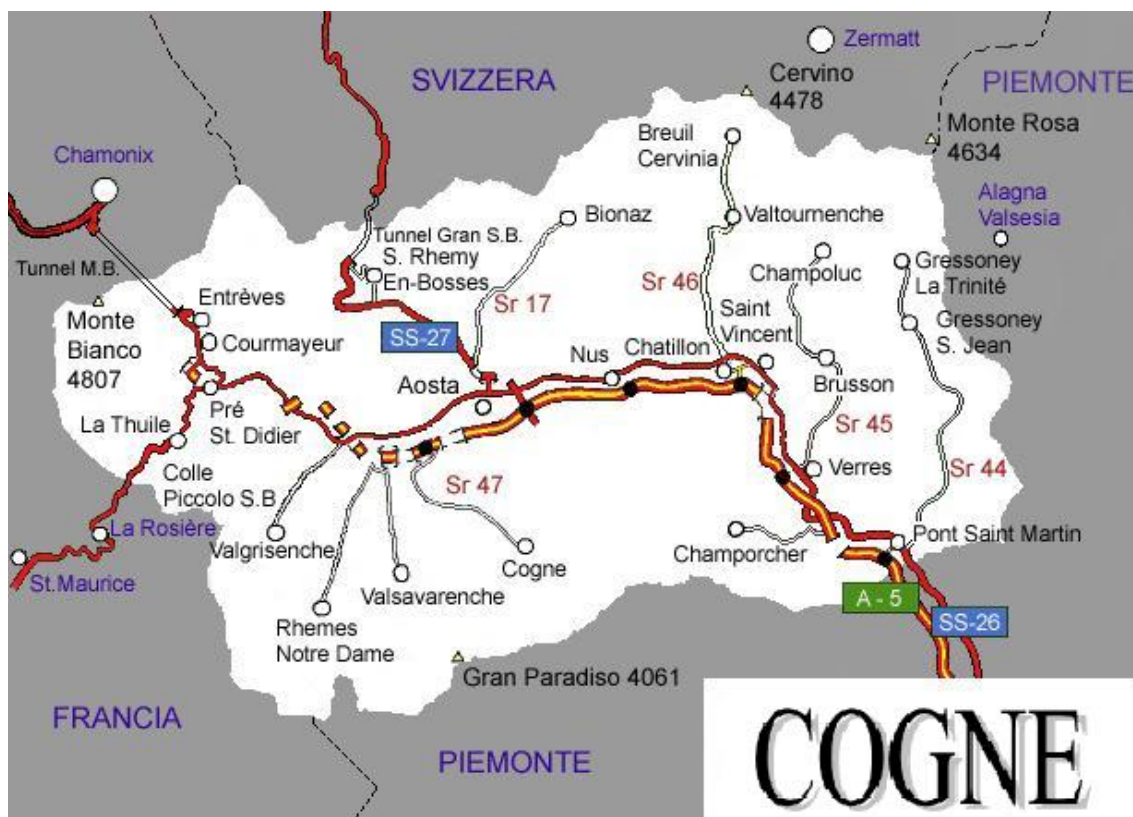 Zermatt
SVIZZERA
Cervino
4478
PIEMONTE
Monte Rosa
4634
Breuil
Cervinia
Chamonix
Alagna
Valsesia
Bionaz
Valtournenche
Tunnel Gran S.B.
S. Rhemy
En-Bosses
Tunnel M.B.
Champoluc
Gressoney
La Trinité
Sr 46
Entrèves
Sr 17
Saint
Vincent
Gressoney
S. Jean
Monte
Bianco
4807
Courmayeur
SS-27
Nus
Chatillon
Aosta
Brusson
Pré
St. Didier
La Thuile
Sr 45
Colle
Piccolo S.B
Sr 47
Verres
Sr 44
La Rosière
Valgrisenche
Champorcher
Pont Saint Martin
Cogne
St.Maurice
Valsavarenche
A - 5
SS-26
Rhemes
Notre Dame
Gran Paradiso 4061
FRANCIA
PIEMONTE
COGNE